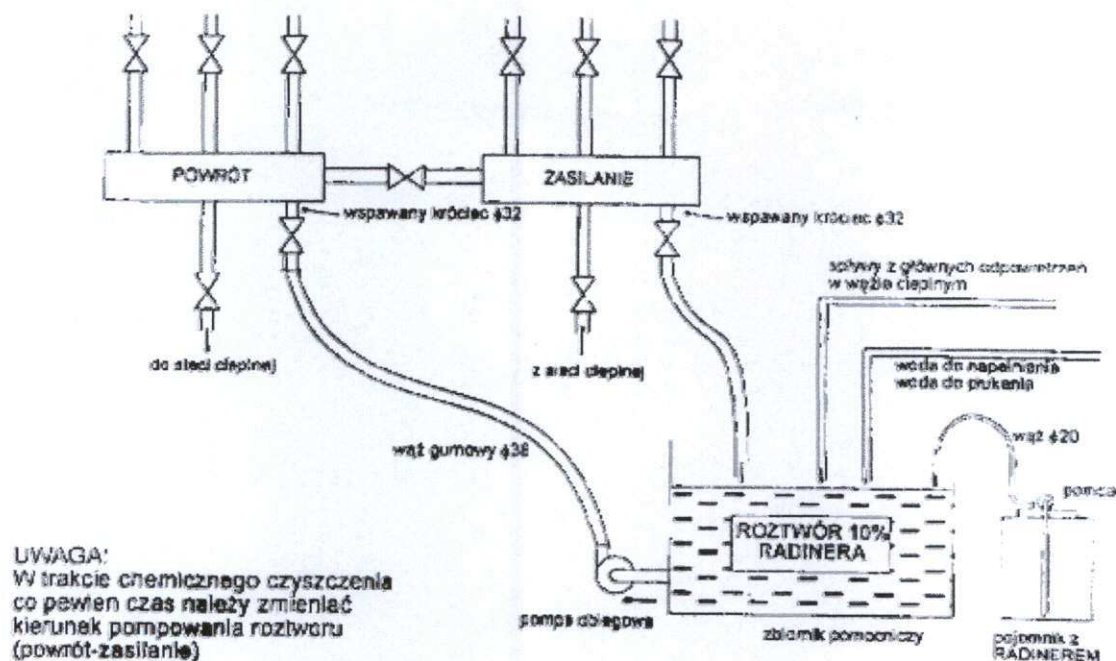 POWRÓT
ZASILANIE
wspawany króciec ϕ32
wspawany króciec ϕ32
spływy z głównych odpowietrzeń
w węźle cieplnym
do sieci cieplnej
z sieci cieplnej
woda do napełniania
woda do płukania
wąż gumowy ϕ38
wąż ϕ20
pompa
ROZTWÓR 10%
RADINERA
UWAGA:
W trakcie chemicznego czyszczenia
co pewien czas należy zmieniać
kierunek pompowania roztworu
(powrót-zasilanie)
pompa obiegowa
zbiornik pomocniczy
pojemnik z
RADINEREM